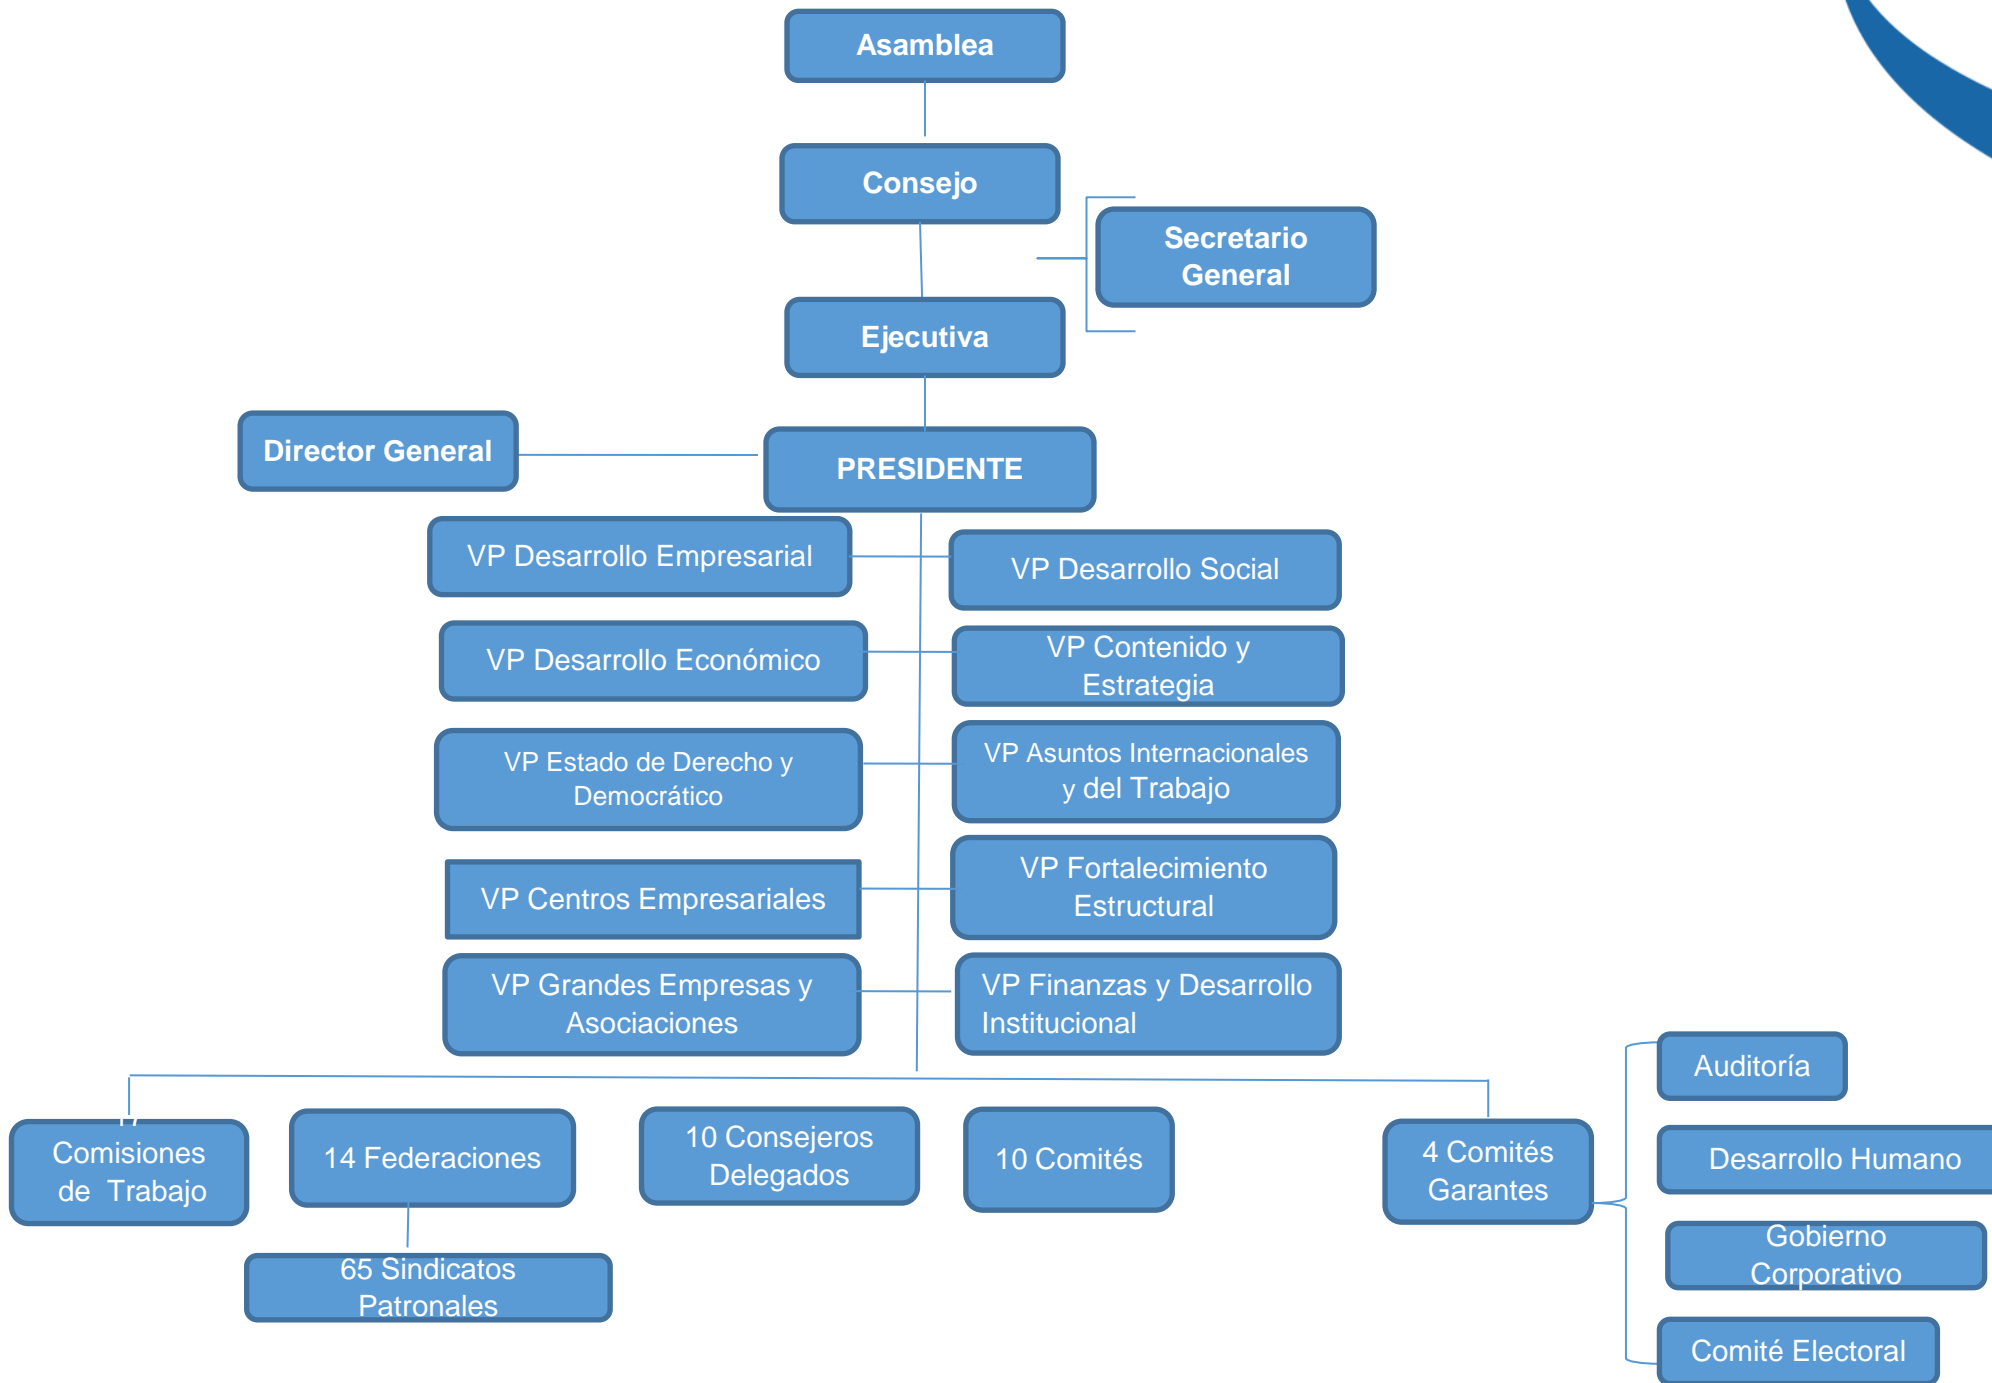 Asamblea
Consejo
Secretario
General
Ejecutiva
Director General
PRESIDENTE
VP Desarrollo Empresarial
VP Desarrollo Social
VP Desarrollo Económico
VP Contenido y
Estrategia
VP Estado de Derecho y
Democrático
VP Asuntos Internacionales
y del Trabajo
VP Centros Empresariales
VP Fortalecimiento
Estructural
VP Grandes Empresas y
Asociaciones
VP Finanzas y Desarrollo
Institucional
Comisiones
de Trabajo
14 Federaciones
10 Consejeros
Delegados
10 Comités
4 Comités
Garantes
65 Sindicatos
Patronales
Auditoría
Desarrollo Humano
Gobierno
Corporativo
Comité Electoral